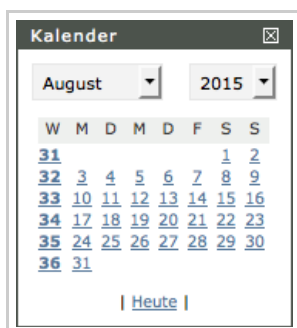 Kalender
August 2015
W M D M D F S S
31 1 2
32 3 4 5 6 7 8 9
33 10 11 12 13 14 15 16
34 17 18 19 20 21 22 23
35 24 25 26 27 28 29 30
36 31
| Heute |